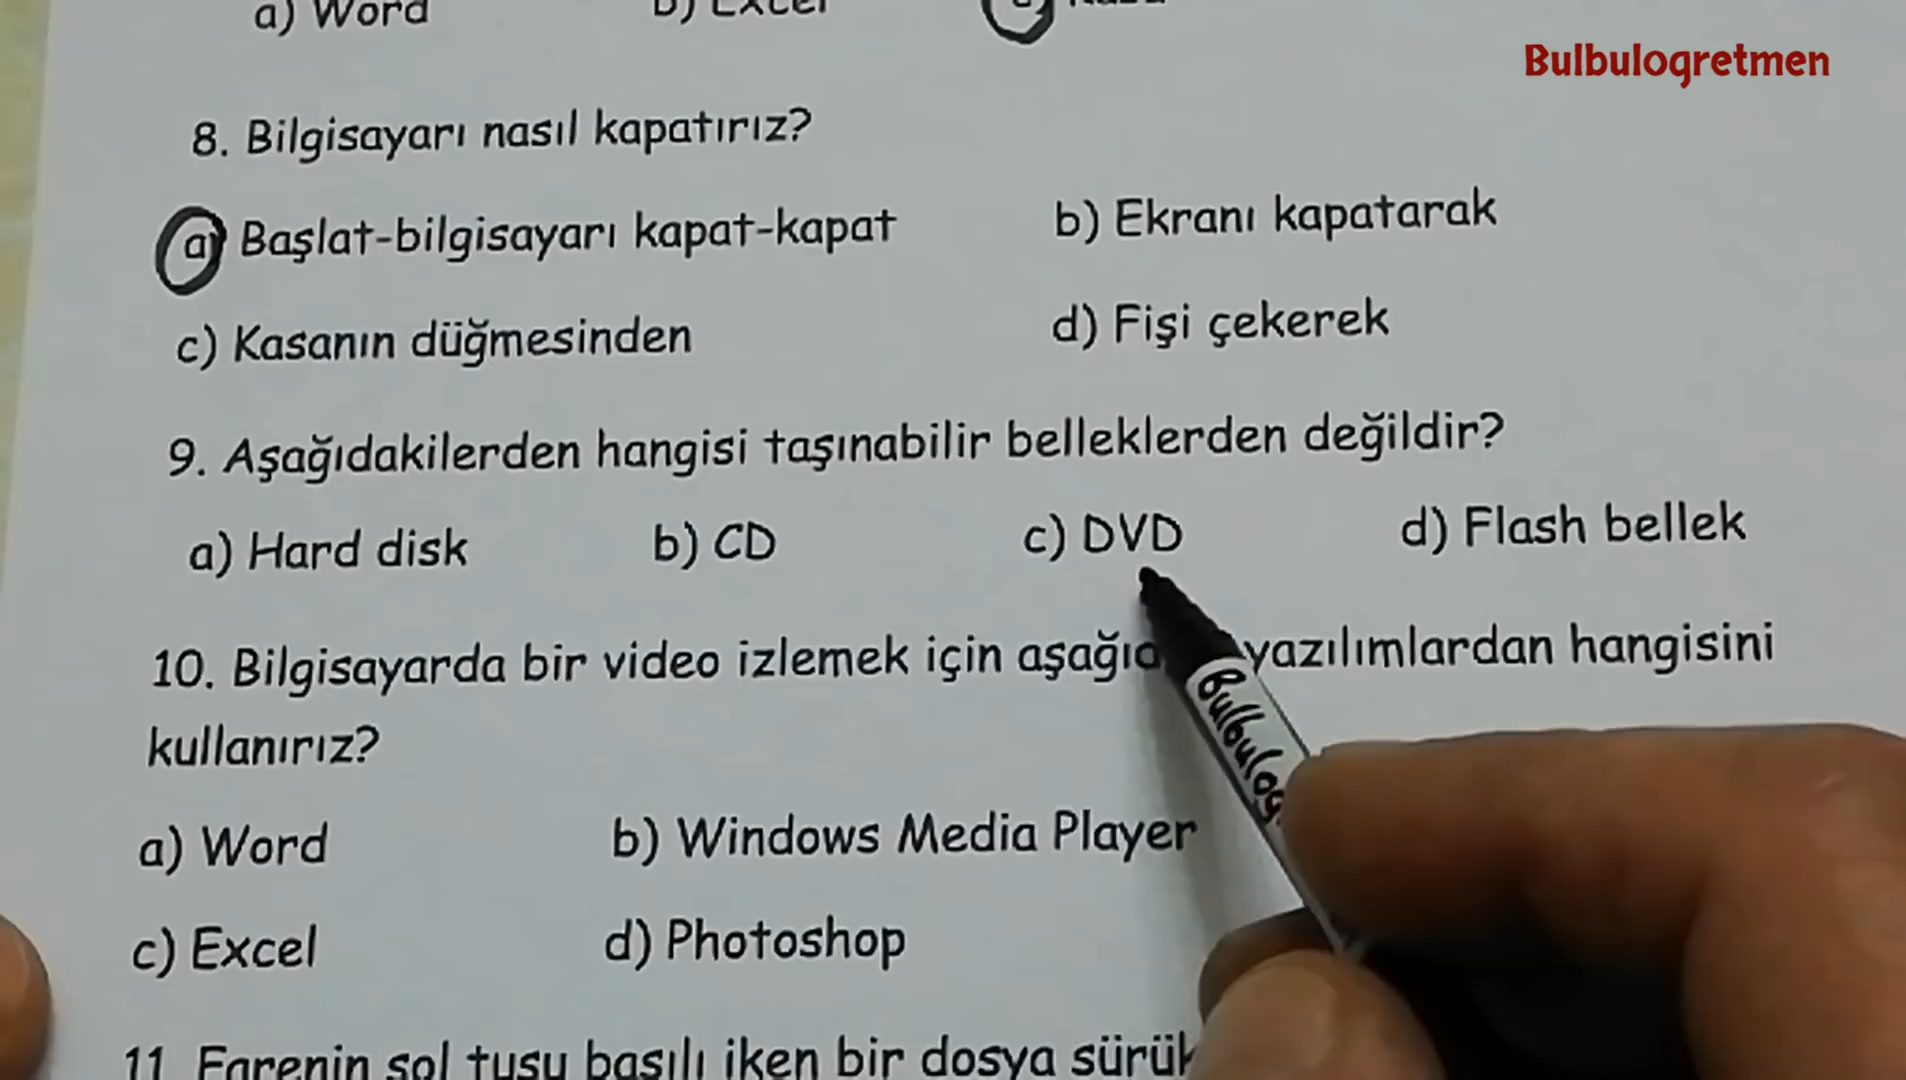 a) Word b) Excel
Bulbulogretmen
8. Bilgisayarı nasıl kapatırız?
a) Başlat-bilgisayarı kapat-kapat b) Ekranı kapatarak
c) Kasanın düğmesinden d) Fişi çekerek
9. Aşağıdakilerden hangisi taşınabilir belleklerden değildir?
a) Hard disk b) CD c) DVD d) Flash bellek
10. Bilgisayarda bir video izlemek için yazılımlardan hangisini
kullanırız?
Bulbulog
a) Word b) Windows Media Player
c) Excel d) Photoshop
11. Farenin sol tuşu basılı iken bir dosya